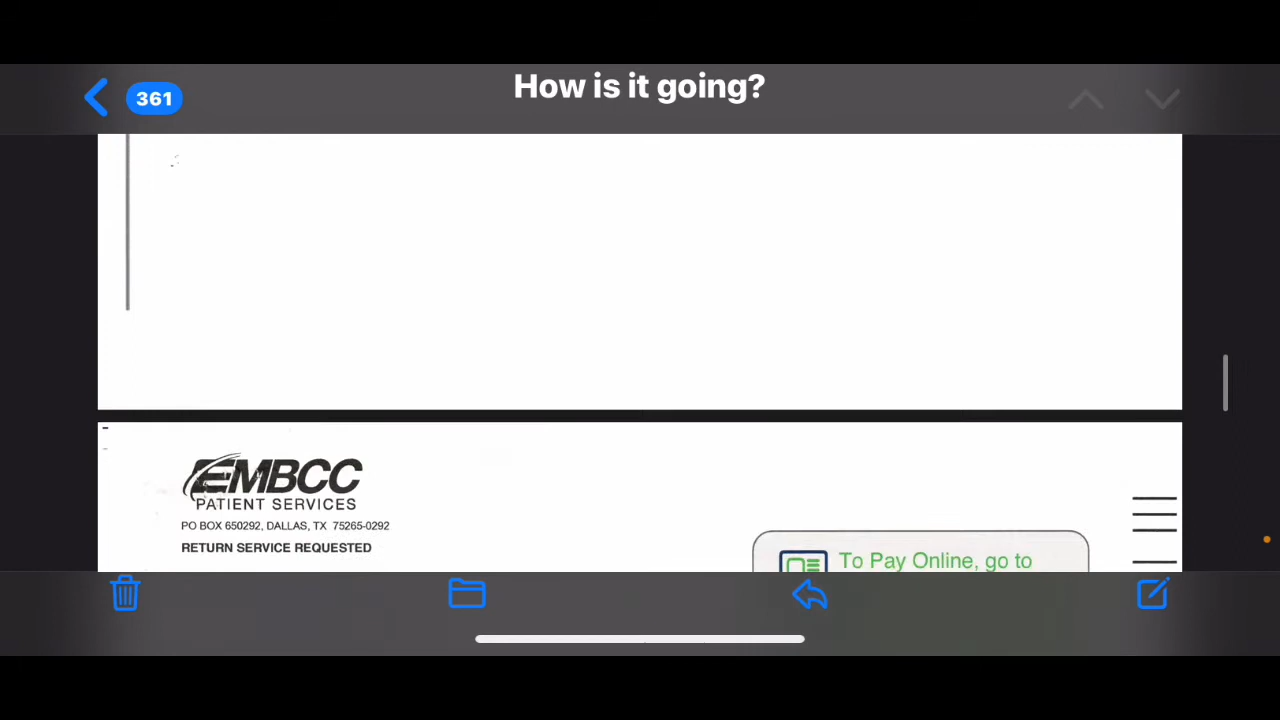 How is it going?
361
EMBCC
PATIENT SERVICES
PO BOX 650292, DALLAS, TX 75265-0292
RETURN SERVICE REQUESTED
To Pay Online, go to